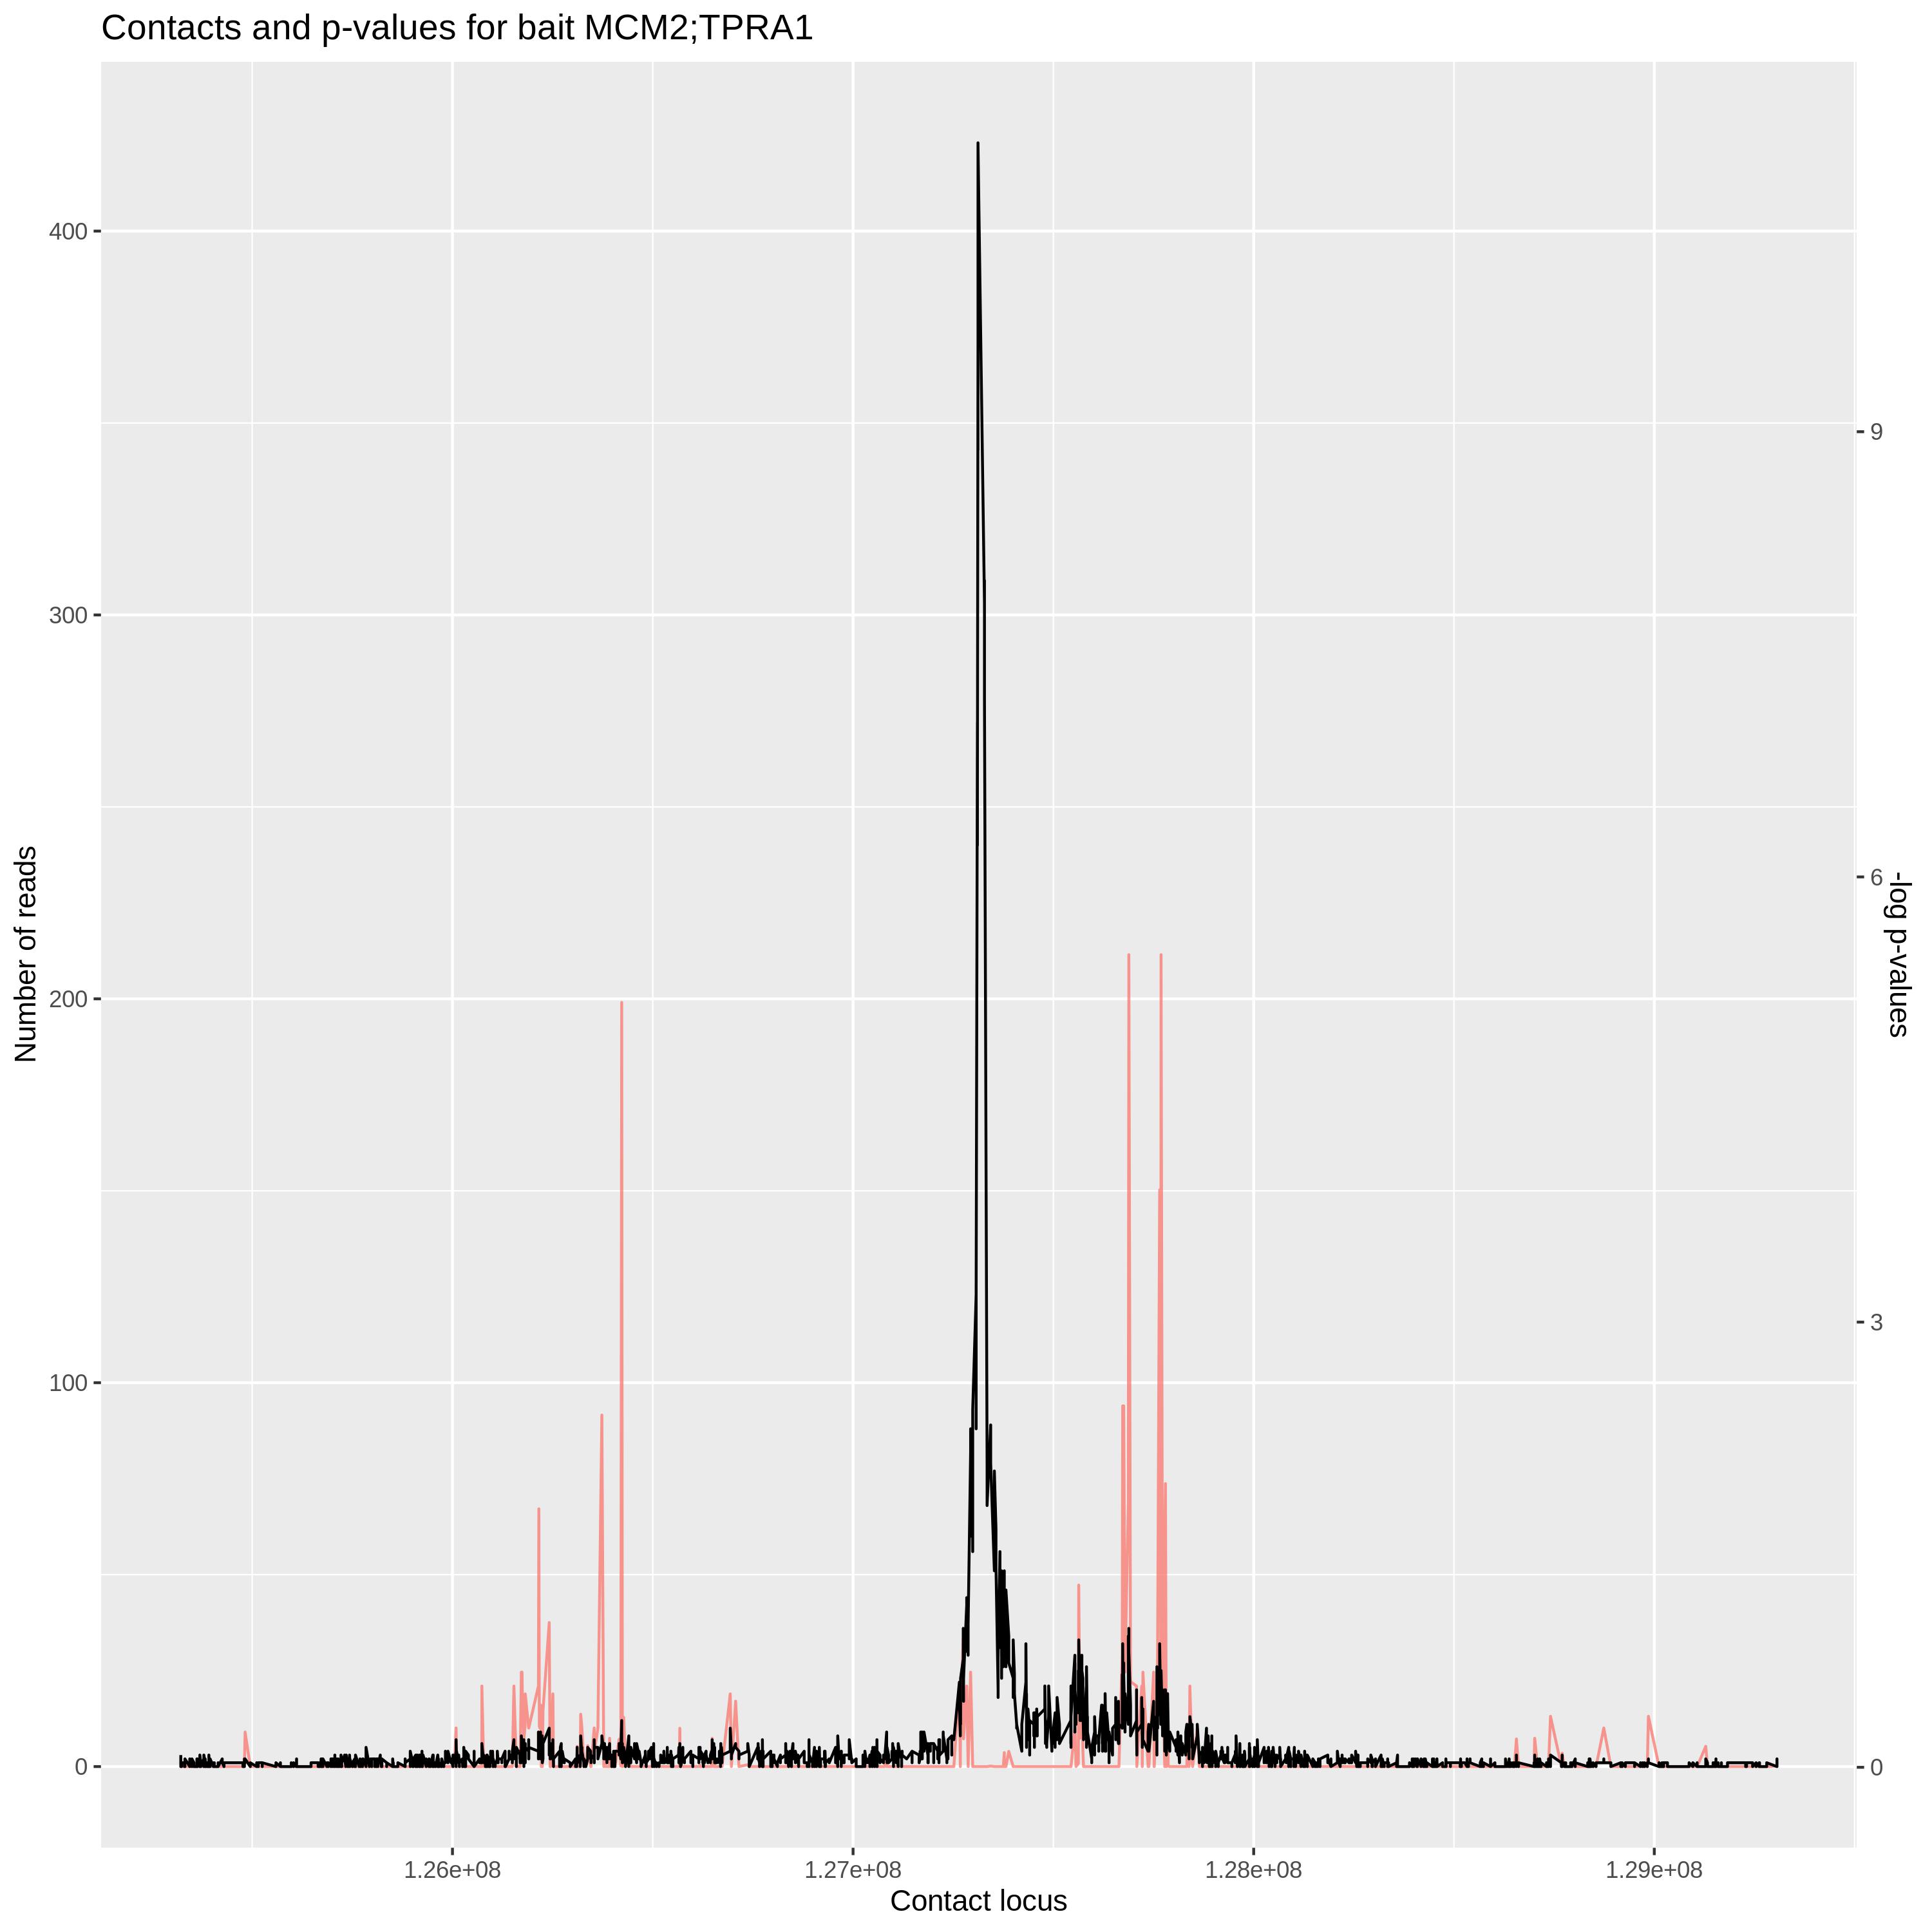 Contacts and p-values for bait MCM2;TPRA1
400
300
200
100
0
Number of reads
9
6
3
0
-log p-values
1.26e+08
1.27e+08
1.28e+08
1.29e+08
Contact locus